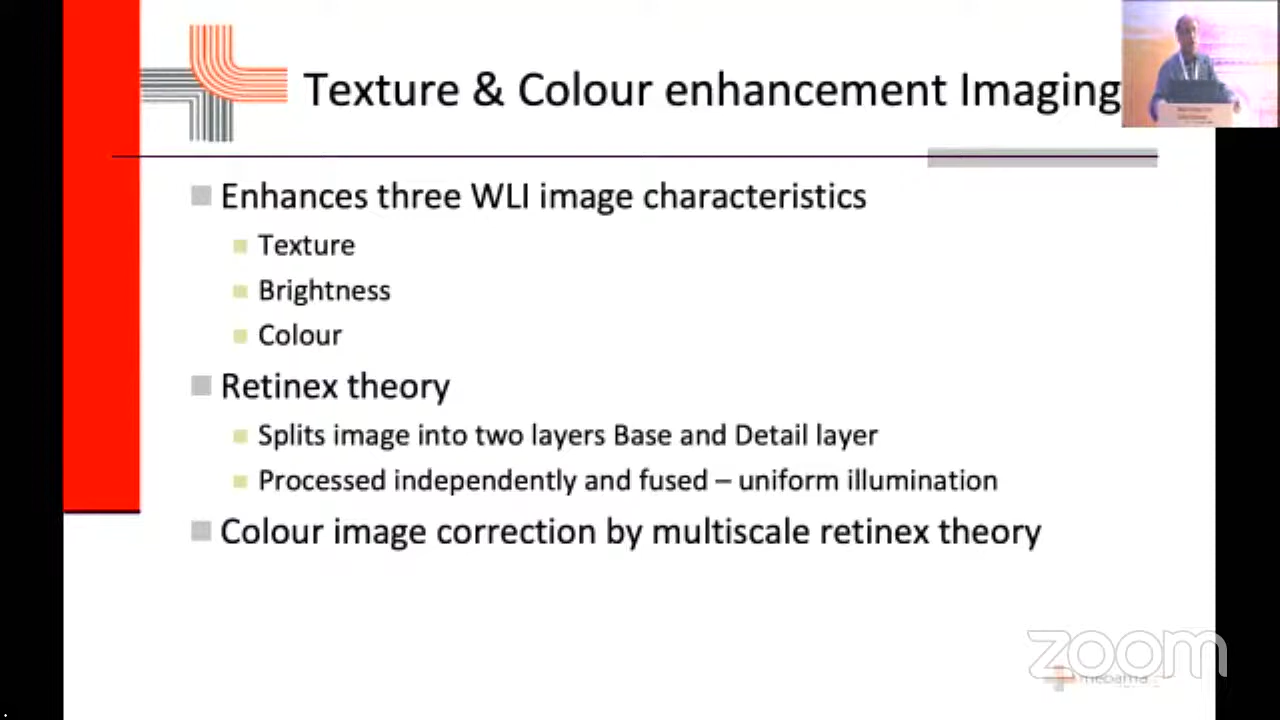 Texture & Colour enhancement Imaging
Enhances three WLI image characteristics
Texture
Brightness
Colour
Retinex theory
Splits image into two layers Base and Detail layer
Processed independently and fused – uniform illumination
Colour image correction by multiscale retinex theory
zoom